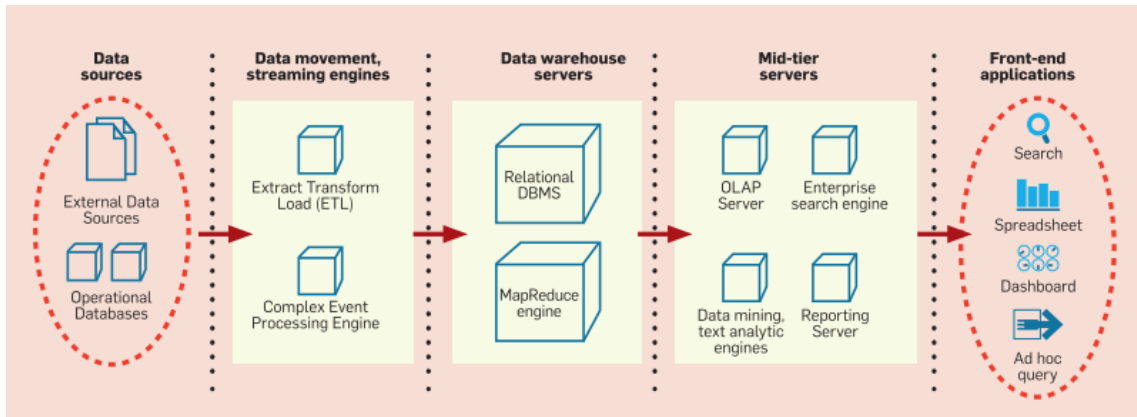 Data
sources
External Data
Sources
Operational
Databases
Data movement,
streaming engines
Extract Transform
Load (ETL)
Complex Event
Processing Engine
Data warehouse
servers
Relational
DBMS
MapReduce
engine
Mid-tier
servers
OLAP
Server
Enterprise
search engine
Data mining,
text analytic
engines
Reporting
Server
Front-end
applications
Search
Spreadsheet
Dashboard
Ad hoc
query